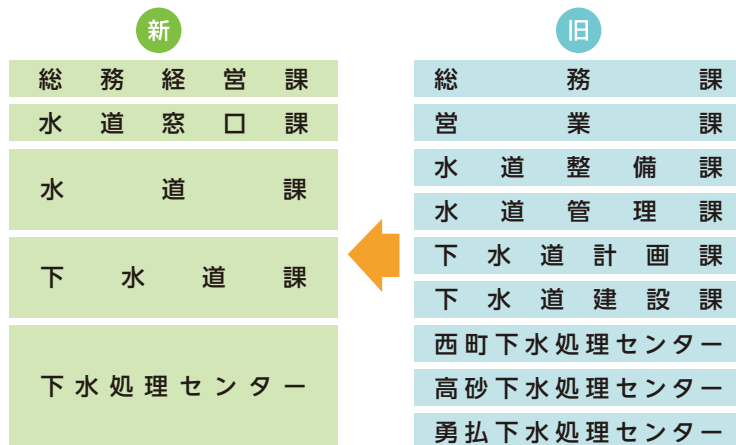 新
総務経営課
水道窓口課
水道課
下水道課
下水処理センター
旧
総務課
営業課
水道整備課
水道管理課
下水道計画課
下水道建設課
西町下水処理センター
高砂下水処理センター
勇払下水処理センター